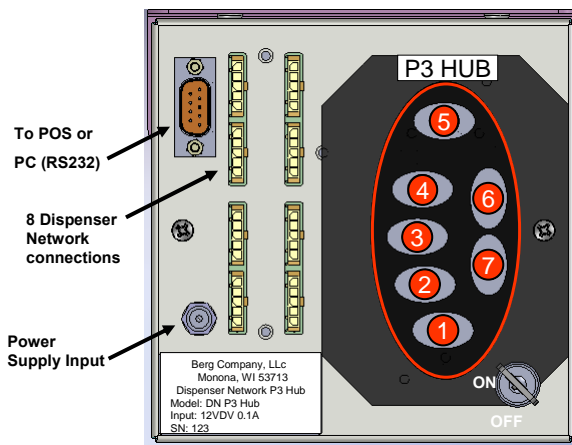 P3 HUB
5
4
6
3
7
2
1
ON
OFF
To POS or
PC (RS232)
8 Dispenser
Network
connections
Power
Supply Input
Berg Company, LLc
Monona, WI 53713
Dispenser Network P3 Hub
Model: DN P3 Hub
Input: 12VDV 0.1A
SN: 123